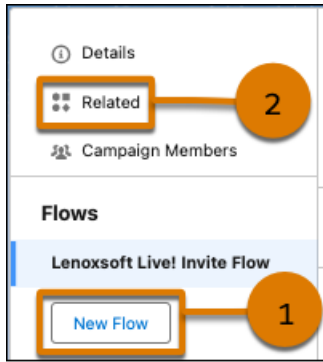 Details
Related
2
Campaign Members
Flows
Lenoxsoft Live! Invite Flow
New Flow
1